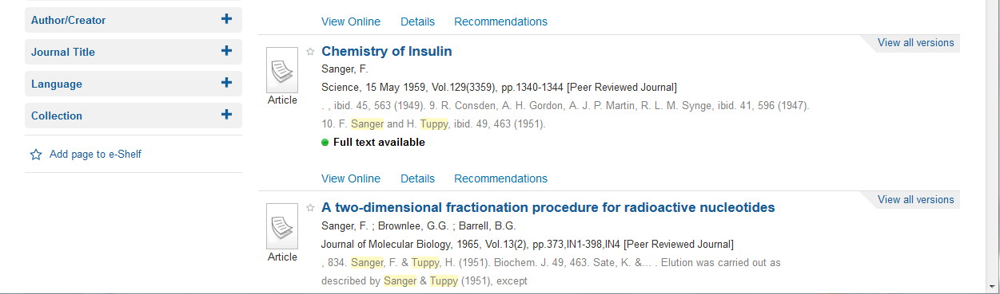 Author/Creator
Journal Title
Language
Collection
Add page to e-Shelf
View Online Details Recommendations
View all versions
Chemistry of Insulin
Sanger, F.
Science, 15 May 1959, Vol.129(3359), pp.1340-1344 [Peer Reviewed Journal]
Article
. , ibid. 45, 563 (1949). 9. R. Consden, A. H. Gordon, A. J. P. Martin, R. L. M. Synge, ibid. 41, 596 (1947).
10. F. Sanger and H. Tuppy, ibid. 49, 463 (1951).
Full text available
View Online Details Recommendations
View all versions
A two-dimensional fractionation procedure for radioactive nucleotides
Sanger, F. ; Brownlee, G.G. ; Barrell, B.G.
Journal of Molecular Biology, 1965, Vol.13(2), pp.373,IN1-398,IN4 [Peer Reviewed Journal]
Article
, 834. Sanger, F. & Tuppy, H. (1951). Biochem. J. 49, 463. Sate, K. &... . Elution was carried out as
described by Sanger & Tuppy (1951), except